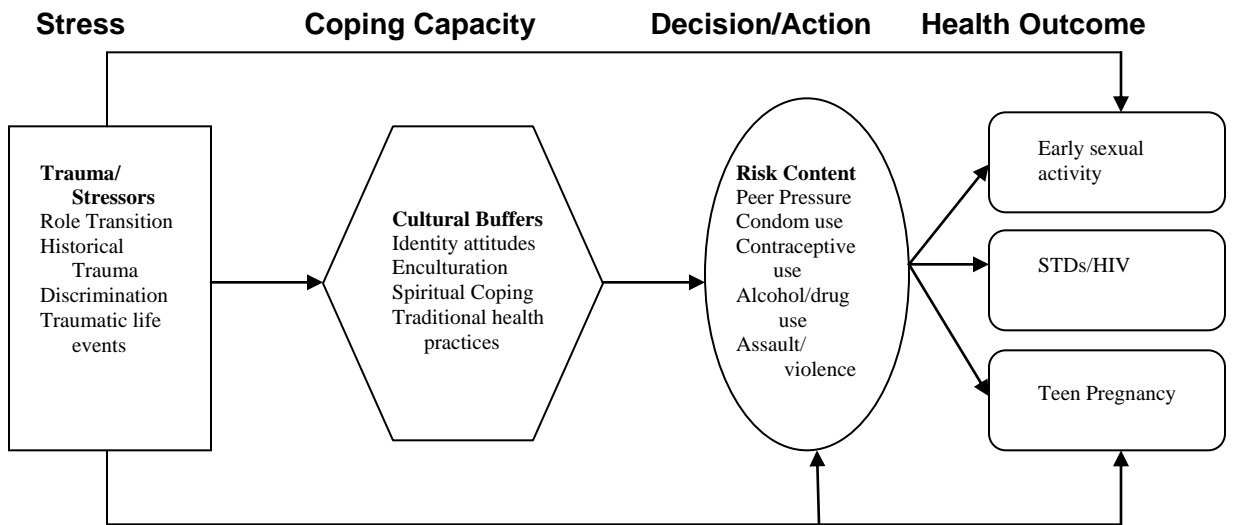 Stress Coping Capacity Decision/Action Health Outcome
Trauma/
Stressors
Role Transition
Historical
Trauma
Discrimination
Traumatic life
events
Cultural Buffers
Identity attitudes
Enculturation
Spiritual Coping
Traditional health
practices
Risk Content
Peer Pressure
Condom use
Contraceptive
use
Alcohol/drug
use
Assault/
violence
Early sexual
activity
STDs/HIV
Teen Pregnancy